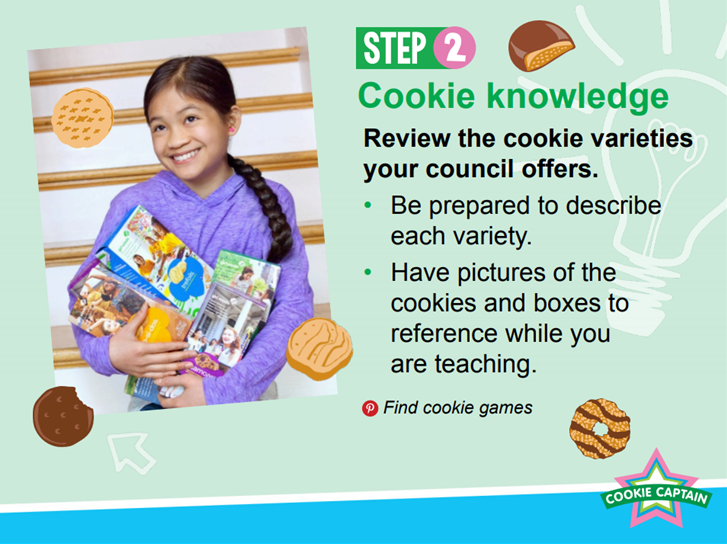 STEP 2
Cookie knowledge
Review the cookie varieties
your council offers.
• Be prepared to describe
each variety.
• Have pictures of the
cookies and boxes to
reference while you
are teaching.
Find cookie games
COOKIE CAPTAIN